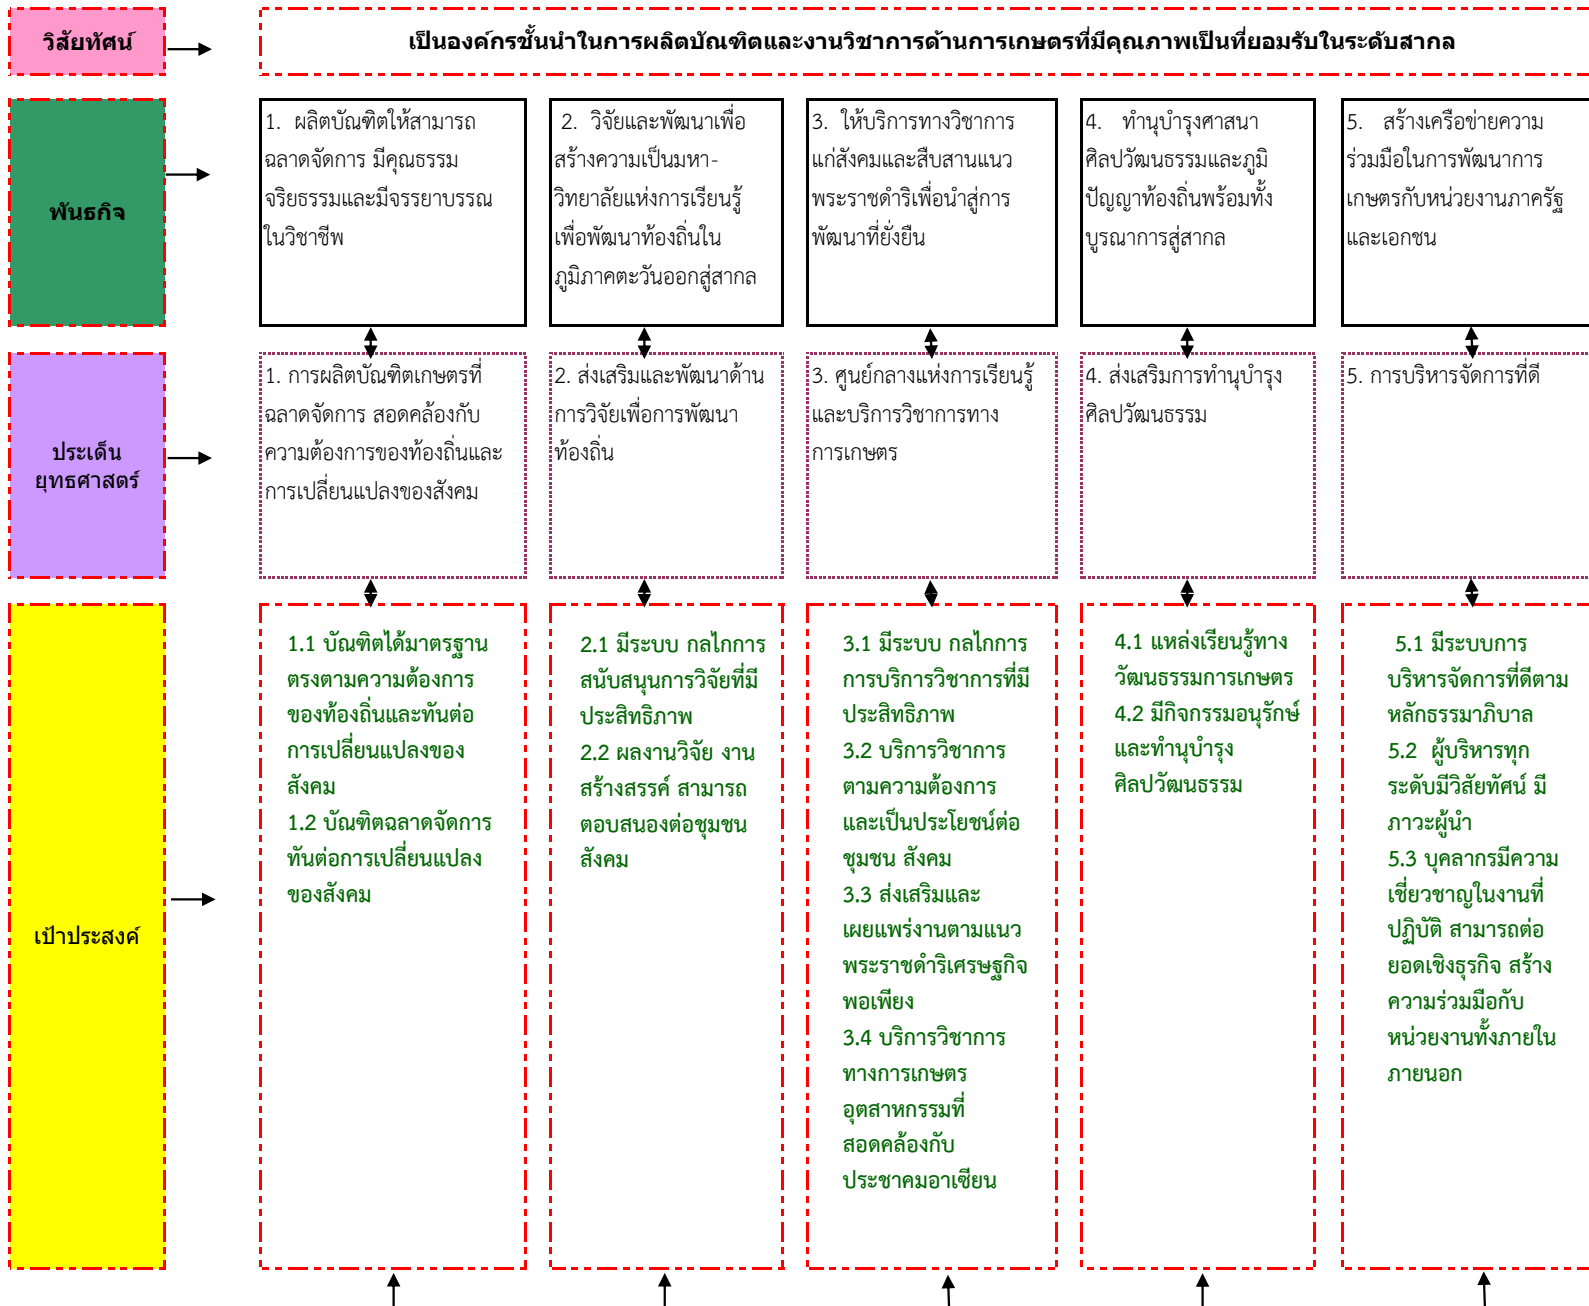 วิสัยทัศน์
เป็นองค์กรชั้นนำในการผลิตบัณฑิตและงานวิชาการด้านการเกษตรที่มีคุณภาพเป็นที่ยอมรับในระดับสากล
พันธกิจ
1. ผลิตบัณฑิตให้สามารถ
ฉลาดจัดการ มีคุณธรรม
จริยธรรมและมีจรรยาบรรณ
ในวิชาชีพ
2. วิจัยและพัฒนาเพื่อ
สร้างความเป็นมหา-
วิทยาลัยแห่งการเรียนรู้
เพื่อพัฒนาท้องถิ่นใน
ภูมิภาคตะวันออกสู่สากล
3. ให้บริการทางวิชาการ
แก่สังคมและสืบสานแนว
พระราชดำริเพื่อนำสู่การ
พัฒนาที่ยั่งยืน
4. ทำนุบำรุงศาสนา
ศิลปวัฒนธรรมและภูมิ
ปัญญาท้องถิ่นพร้อมทั้ง
บูรณาการสู่สากล
5. สร้างเครือข่ายความ
ร่วมมือในการพัฒนาการ
เกษตรกับหน่วยงานภาครัฐ
และเอกชน
ประเด็น
ยุทธศาสตร์
1. การผลิตบัณฑิตเกษตรที่
ฉลาดจัดการ สอดคล้องกับ
ความต้องการของท้องถิ่นและ
การเปลี่ยนแปลงของสังคม
2. ส่งเสริมและพัฒนาด้าน
การวิจัยเพื่อการพัฒนา
ท้องถิ่น
3. ศูนย์กลางแห่งการเรียนรู้
และบริการวิชาการทาง
การเกษตร
4. ส่งเสริมการทำนุบำรุง
ศิลปวัฒนธรรม
5. การบริหารจัดการที่ดี
เป้าประสงค์
1.1 บัณฑิตได้มาตรฐาน
ตรงตามความต้องการ
ของท้องถิ่นและทันต่อ
การเปลี่ยนแปลงของ
สังคม
1.2 บัณฑิตฉลาดจัดการ
ทันต่อการเปลี่ยนแปลง
ของสังคม
2.1 มีระบบ กลไกการ
สนับสนุนการวิจัยที่มี
ประสิทธิภาพ
2.2 ผลงานวิจัย งาน
สร้างสรรค์ สามารถ
ตอบสนองต่อชุมชน
สังคม
3.1 มีระบบ กลไกการ
การบริการวิชาการที่มี
ประสิทธิภาพ
3.2 บริการวิชาการ
ตามความต้องการ
และเป็นประโยชน์ต่อ
ชุมชน สังคม
3.3 ส่งเสริมและ
เผยแพร่งานตามแนว
พระราชดำริเศรษฐกิจ
พอเพียง
3.4 บริการวิชาการ
ทางการเกษตร
อุตสาหกรรมที่
สอดคล้องกับ
ประชาคมอาเซียน
4.1 แหล่งเรียนรู้ทาง
วัฒนธรรมการเกษตร
4.2 มีกิจกรรมอนุรักษ์
และทำนุบำรุง
ศิลปวัฒนธรรม
5.1 มีระบบการ
บริหารจัดการที่ดีตาม
หลักธรรมาภิบาล
5.2 ผู้บริหารทุก
ระดับมีวิสัยทัศน์ มี
ภาวะผู้นำ
5.3 บุคลากรมีความ
เชี่ยวชาญในงานที่
ปฏิบัติ สามารถต่อ
ยอดเชิงธุรกิจ สร้าง
ความร่วมมือกับ
หน่วยงานทั้งภายใน
ภายนอก